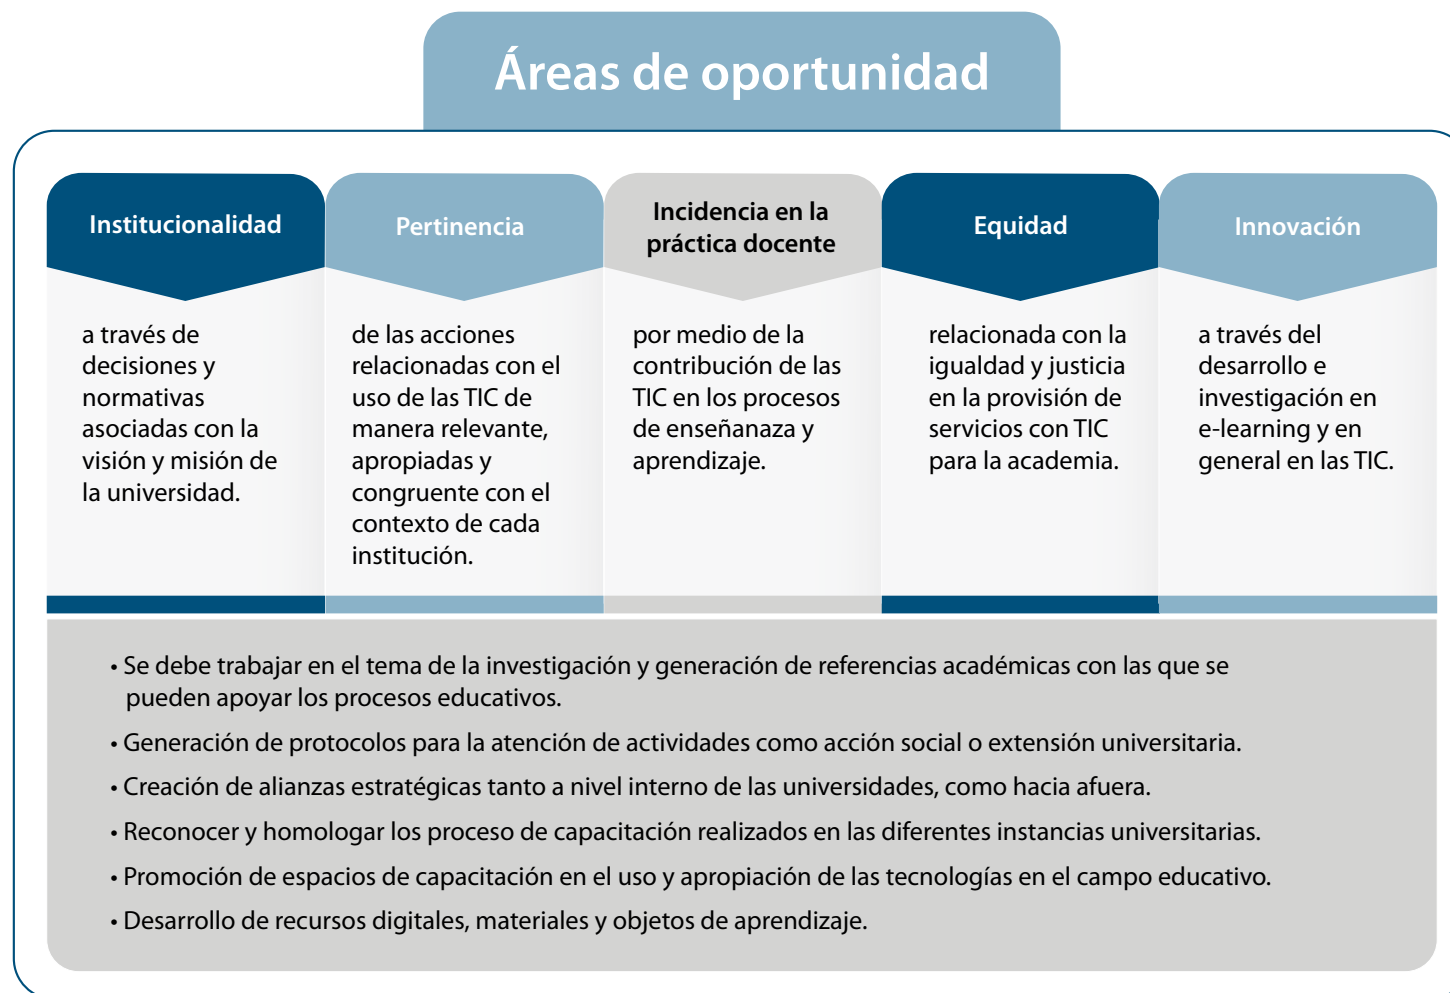 Áreas de oportunidad
Institucionalidad
a través de
decisiones y
normativas
asociadas con la
visión y misión de
la universidad.
Pertinencia
de las acciones
relacionadas con el
uso de las TIC de
manera relevante,
apropiadas y
congruente con el
contexto de cada
institución.
Incidencia en la
práctica docente
por medio de la
contribución de las
TIC en los procesos
de enseñanaza y
aprendizaje.
Equidad
relacionada con la
igualdad y justicia
en la provisión de
servicios con TIC
para la academia.
Innovación
a través del
desarrollo e
investigación en
e-learning y en
general en las TIC.
• Se debe trabajar en el tema de la investigación y generación de referencias académicas con las que se
pueden apoyar los procesos educativos.
• Generación de protocolos para la atención de actividades como acción social o extensión universitaria.
• Creación de alianzas estratégicas tanto a nivel interno de las universidades, como hacia afuera.
• Reconocer y homologar los proceso de capacitación realizados en las diferentes instancias universitarias.
• Promoción de espacios de capacitación en el uso y apropiación de las tecnologías en el campo educativo.
• Desarrollo de recursos digitales, materiales y objetos de aprendizaje.